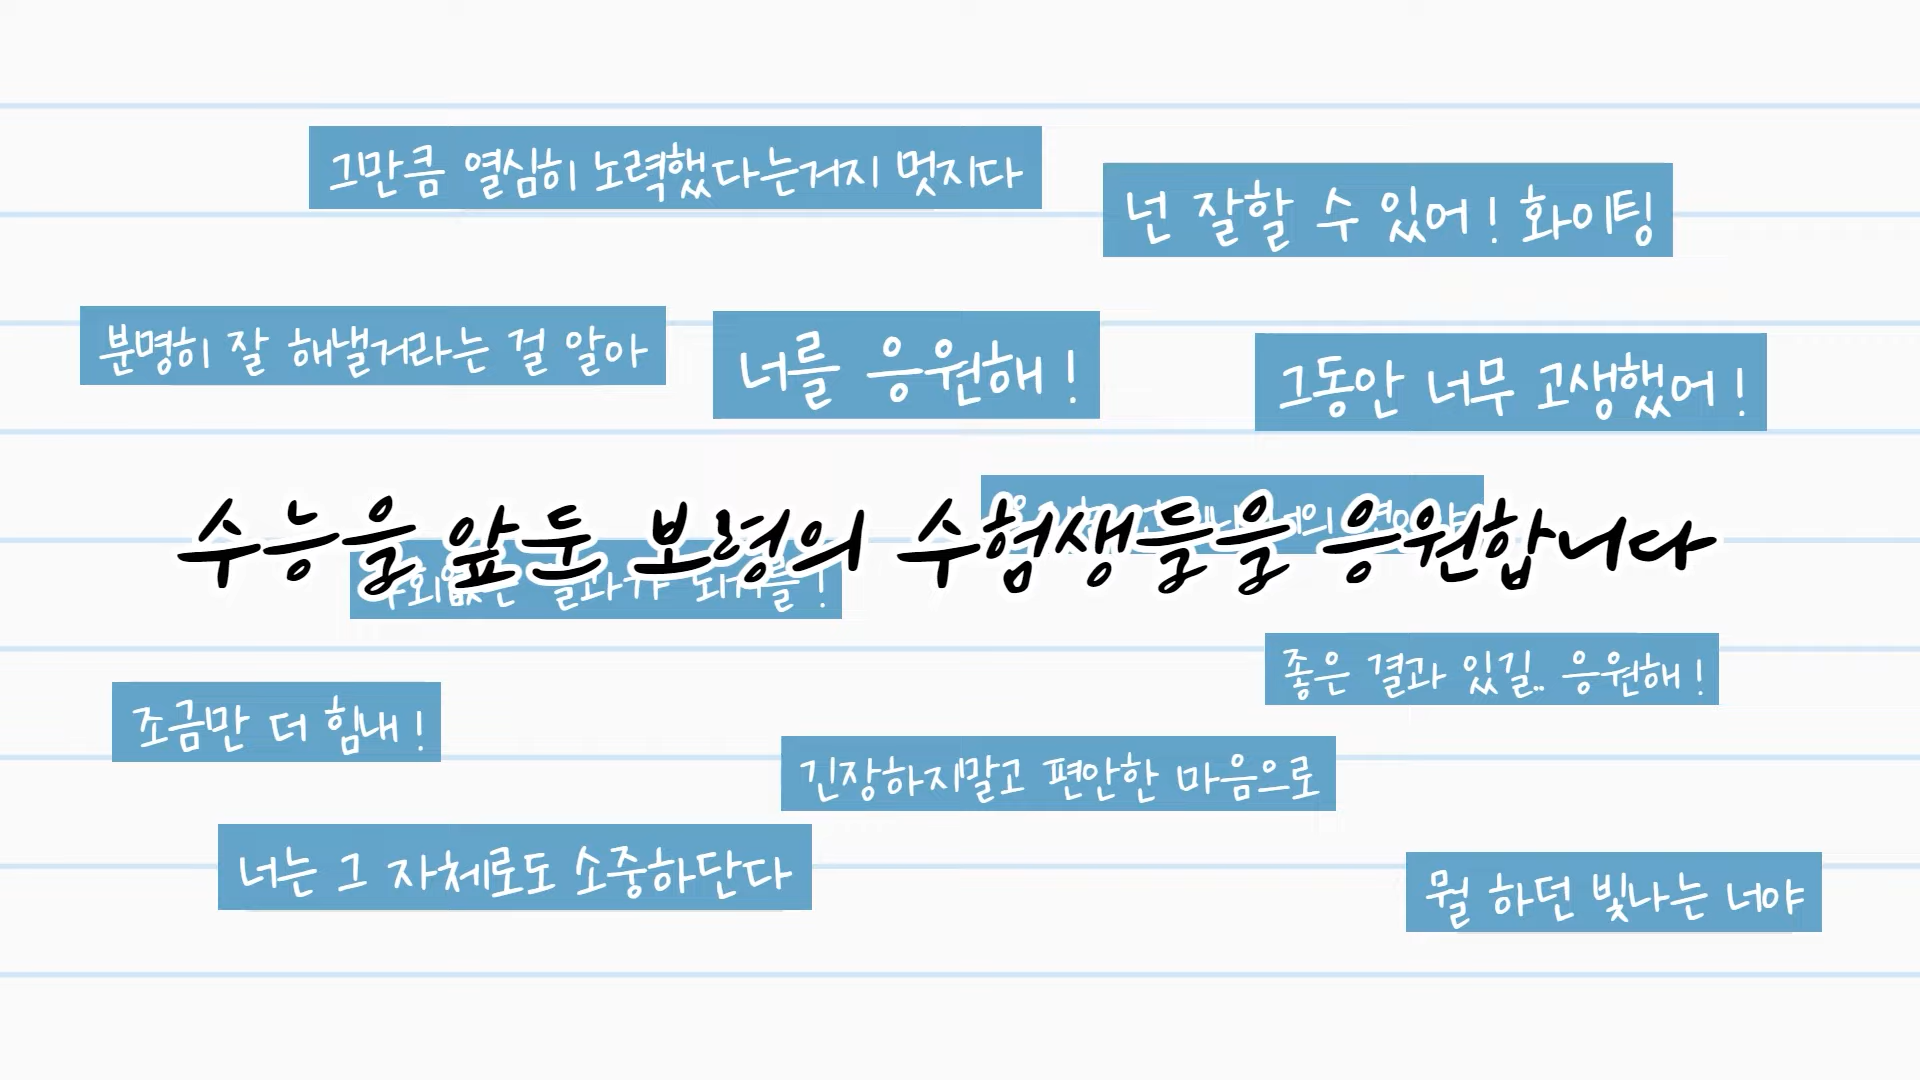 그만큼 열심히 노력했다는거지 멋지다
넌 잘할 수 있어! 화이팅
분명히 잘 해낼거라는 걸 알아
너를 응원해!
그동안 너무 고생했어!
수능을 앞둔 보령의 수험생들을 응원합니다
좋은 결과 있길.. 응원해!
조금만 더 힘내!
긴장하지말고 편안한 마음으로
너는 그 자체로도 소중하단다
뭘 하던 빛나는 너야